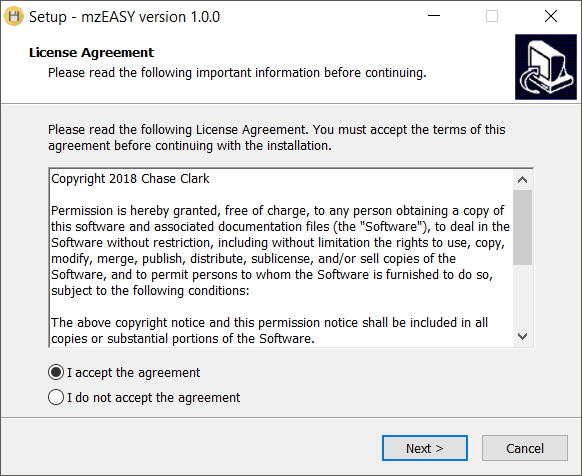 Setup - mzEASY version 1.0.0
License Agreement
Please read the following important information before continuing.
Please read the following License Agreement. You must accept the terms of this
agreement before continuing with the installation.
Copyright 2018 Chase Clark
Permission is hereby granted, free of charge, to any person obtaining a copy of
this software and associated documentation files (the "Software"), to deal in the
Software without restriction, including without limitation the rights to use, copy,
modify, merge, publish, distribute, sublicense, and/or sell copies of the
Software, and to permit persons to whom the Software is furnished to do so,
subject to the following conditions:
The above copyright notice and this permission notice shall be included in all
copies or substantial portions of the Software.
I accept the agreement
I do not accept the agreement
Next >
Cancel